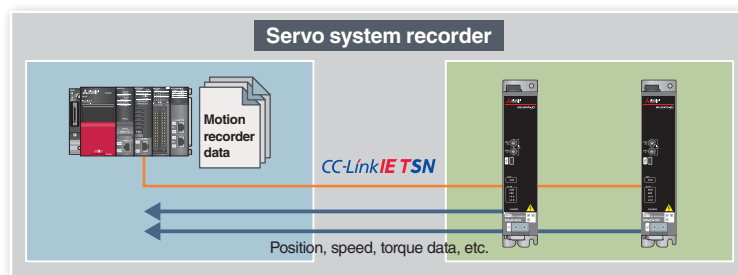 Servo system recorder
Motion
recorder
data
CC-Link IE TSN
Position, speed, torque data, etc.